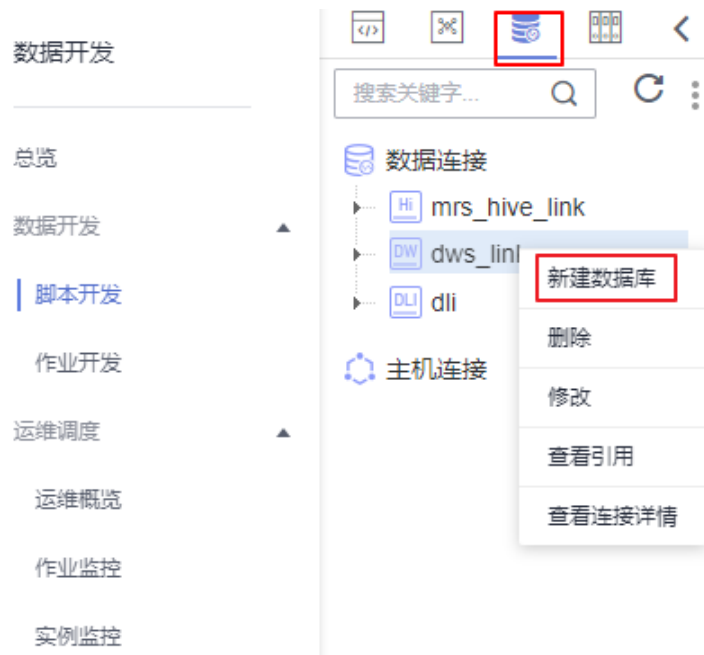 数据开发
总览
数据开发
脚本开发
作业开发
运维调度
运维概览
作业监控
实例监控
</>
搜索关键字...
数据连接
Hi mrs_hive_link
DW dws_lin
DLI dli
主机连接
新建数据库
删除
修改
查看引用
查看连接详情